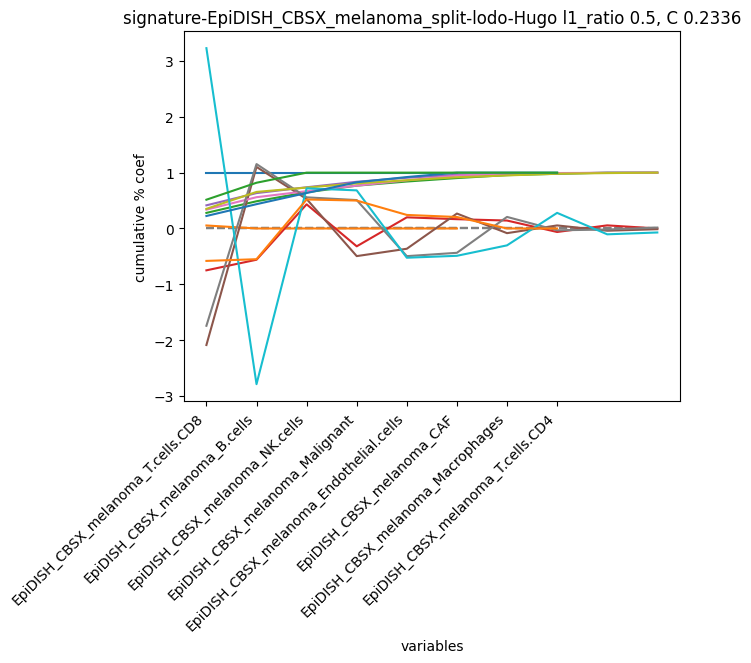 signature-EpiDISH_CBSX_melanoma_split-lodo-Hugo l1_ratio 0.5, C 0.2336
cumulative % coef
3
2
1
0
−1
−2
−3
EpiDISH_CBSX_melanoma_T.cells.CD8
EpiDISH_CBSX_melanoma_B.cells
EpiDISH_CBSX_melanoma_NK.cells
EpiDISH_CBSX_melanoma_Malignant
EpiDISH_CBSX_melanoma_Endothelial.cells
EpiDISH_CBSX_melanoma_CAF
EpiDISH_CBSX_melanoma_Macrophages
EpiDISH_CBSX_melanoma_T.cells.CD4
variables